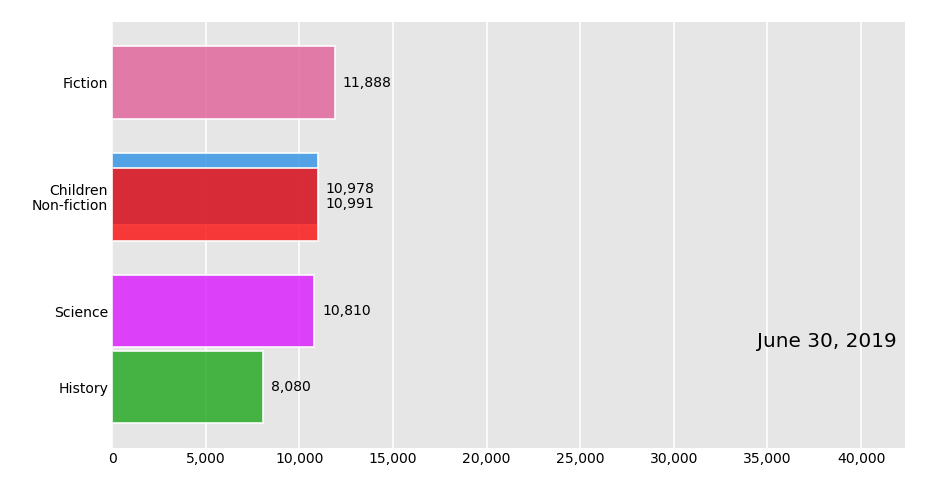 Fiction 11,888
Children 10,978
Non-fiction 10,991
Science 10,810
June 30, 2019
History 8,080
0 5,000 10,000 15,000 20,000 25,000 30,000 35,000 40,000